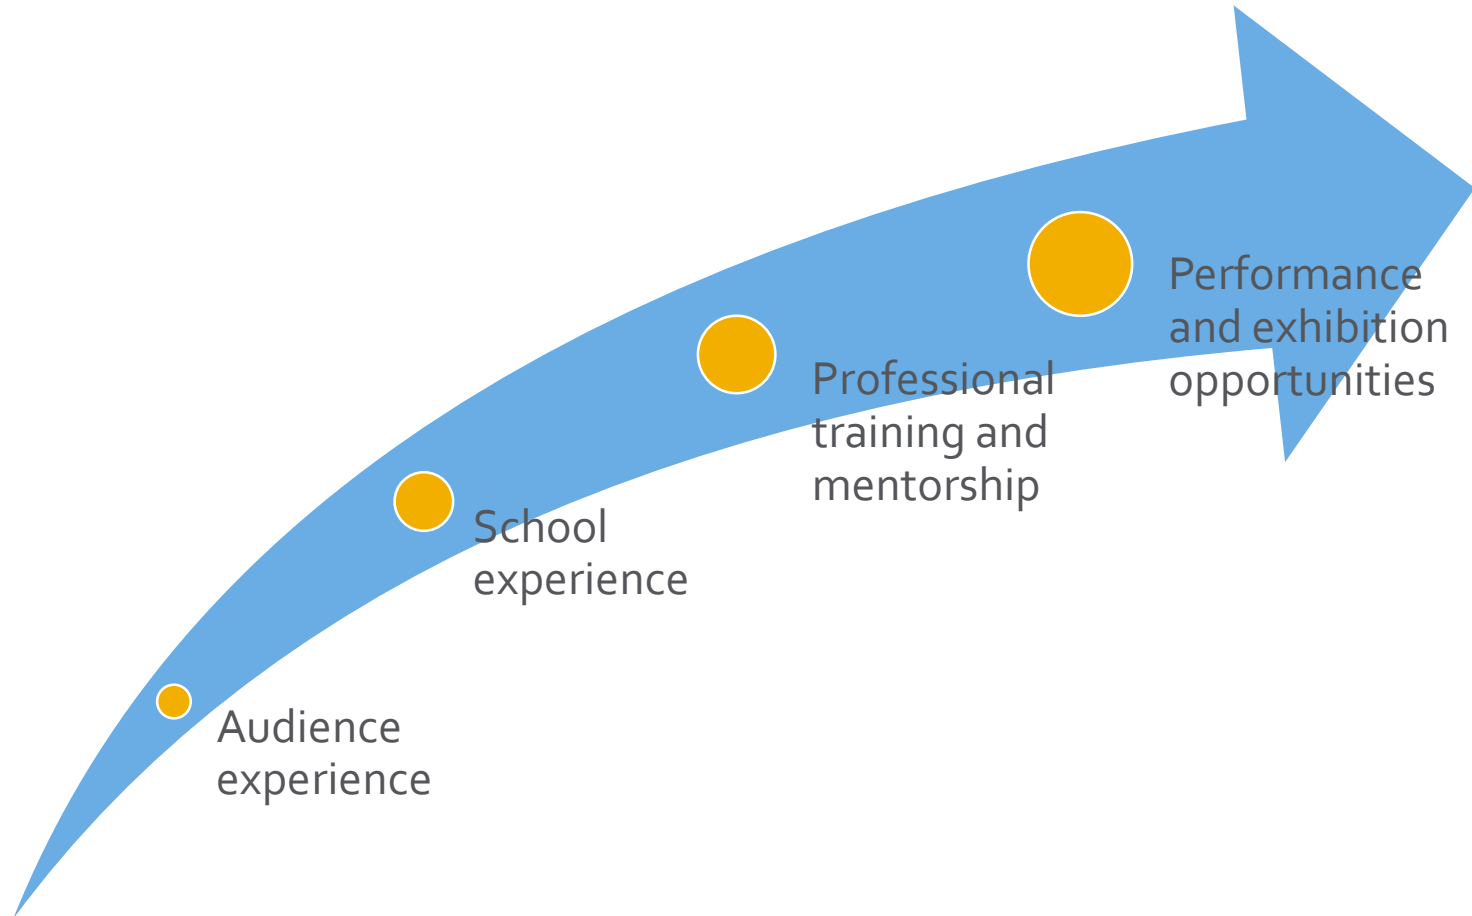 Performance
and exhibition
opportunities
Professional
training and
mentorship
School
experience
Audience
experience